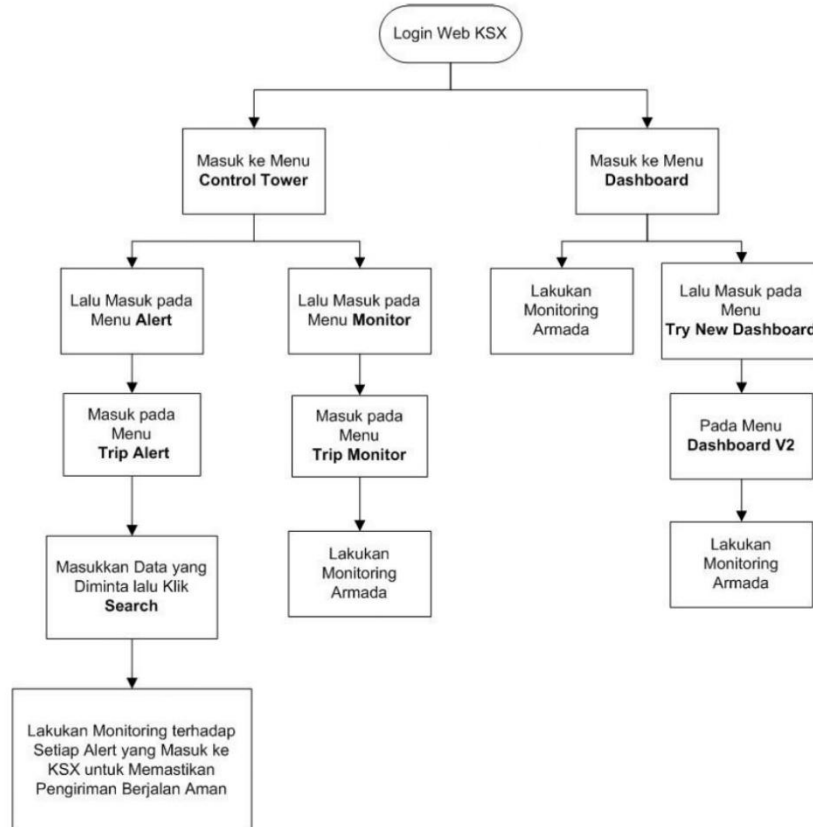 Login Web KSX
Masuk ke Menu
Control Tower
Masuk ke Menu
Dashboard
Lalu Masuk pada
Menu Alert
Lalu Masuk pada
Menu Monitor
Lakukan
Monitoring
Armada
Lalu Masuk pada
Menu
Try New Dashboard
Masuk pada
Menu
Trip Alert
Masuk pada
Menu
Trip Monitor
Pada Menu
Dashboard V2
Masukkan Data yang
Diminta lalu Klik
Search
Lakukan
Monitoring
Armada
Lakukan
Monitoring
Armada
Lakukan Monitoring terhadap
Setiap Alert yang Masuk ke
KSX untuk Memastikan
Pengiriman Berjalan Aman